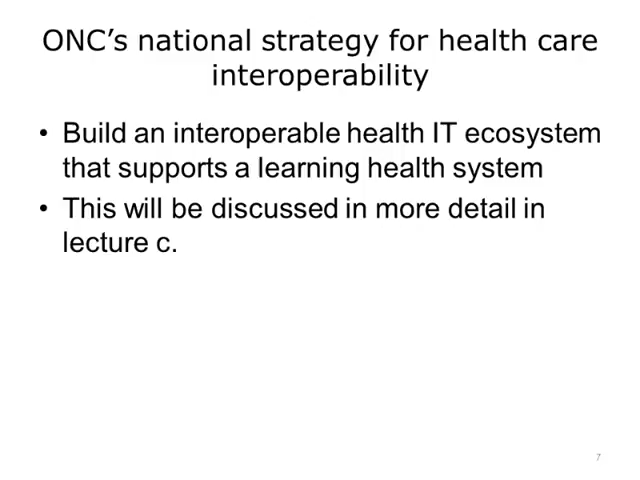 ONC’s national strategy for health care
interoperability
• Build an interoperable health IT ecosystem
that supports a learning health system
• This will be discussed in more detail in
lecture c.
7